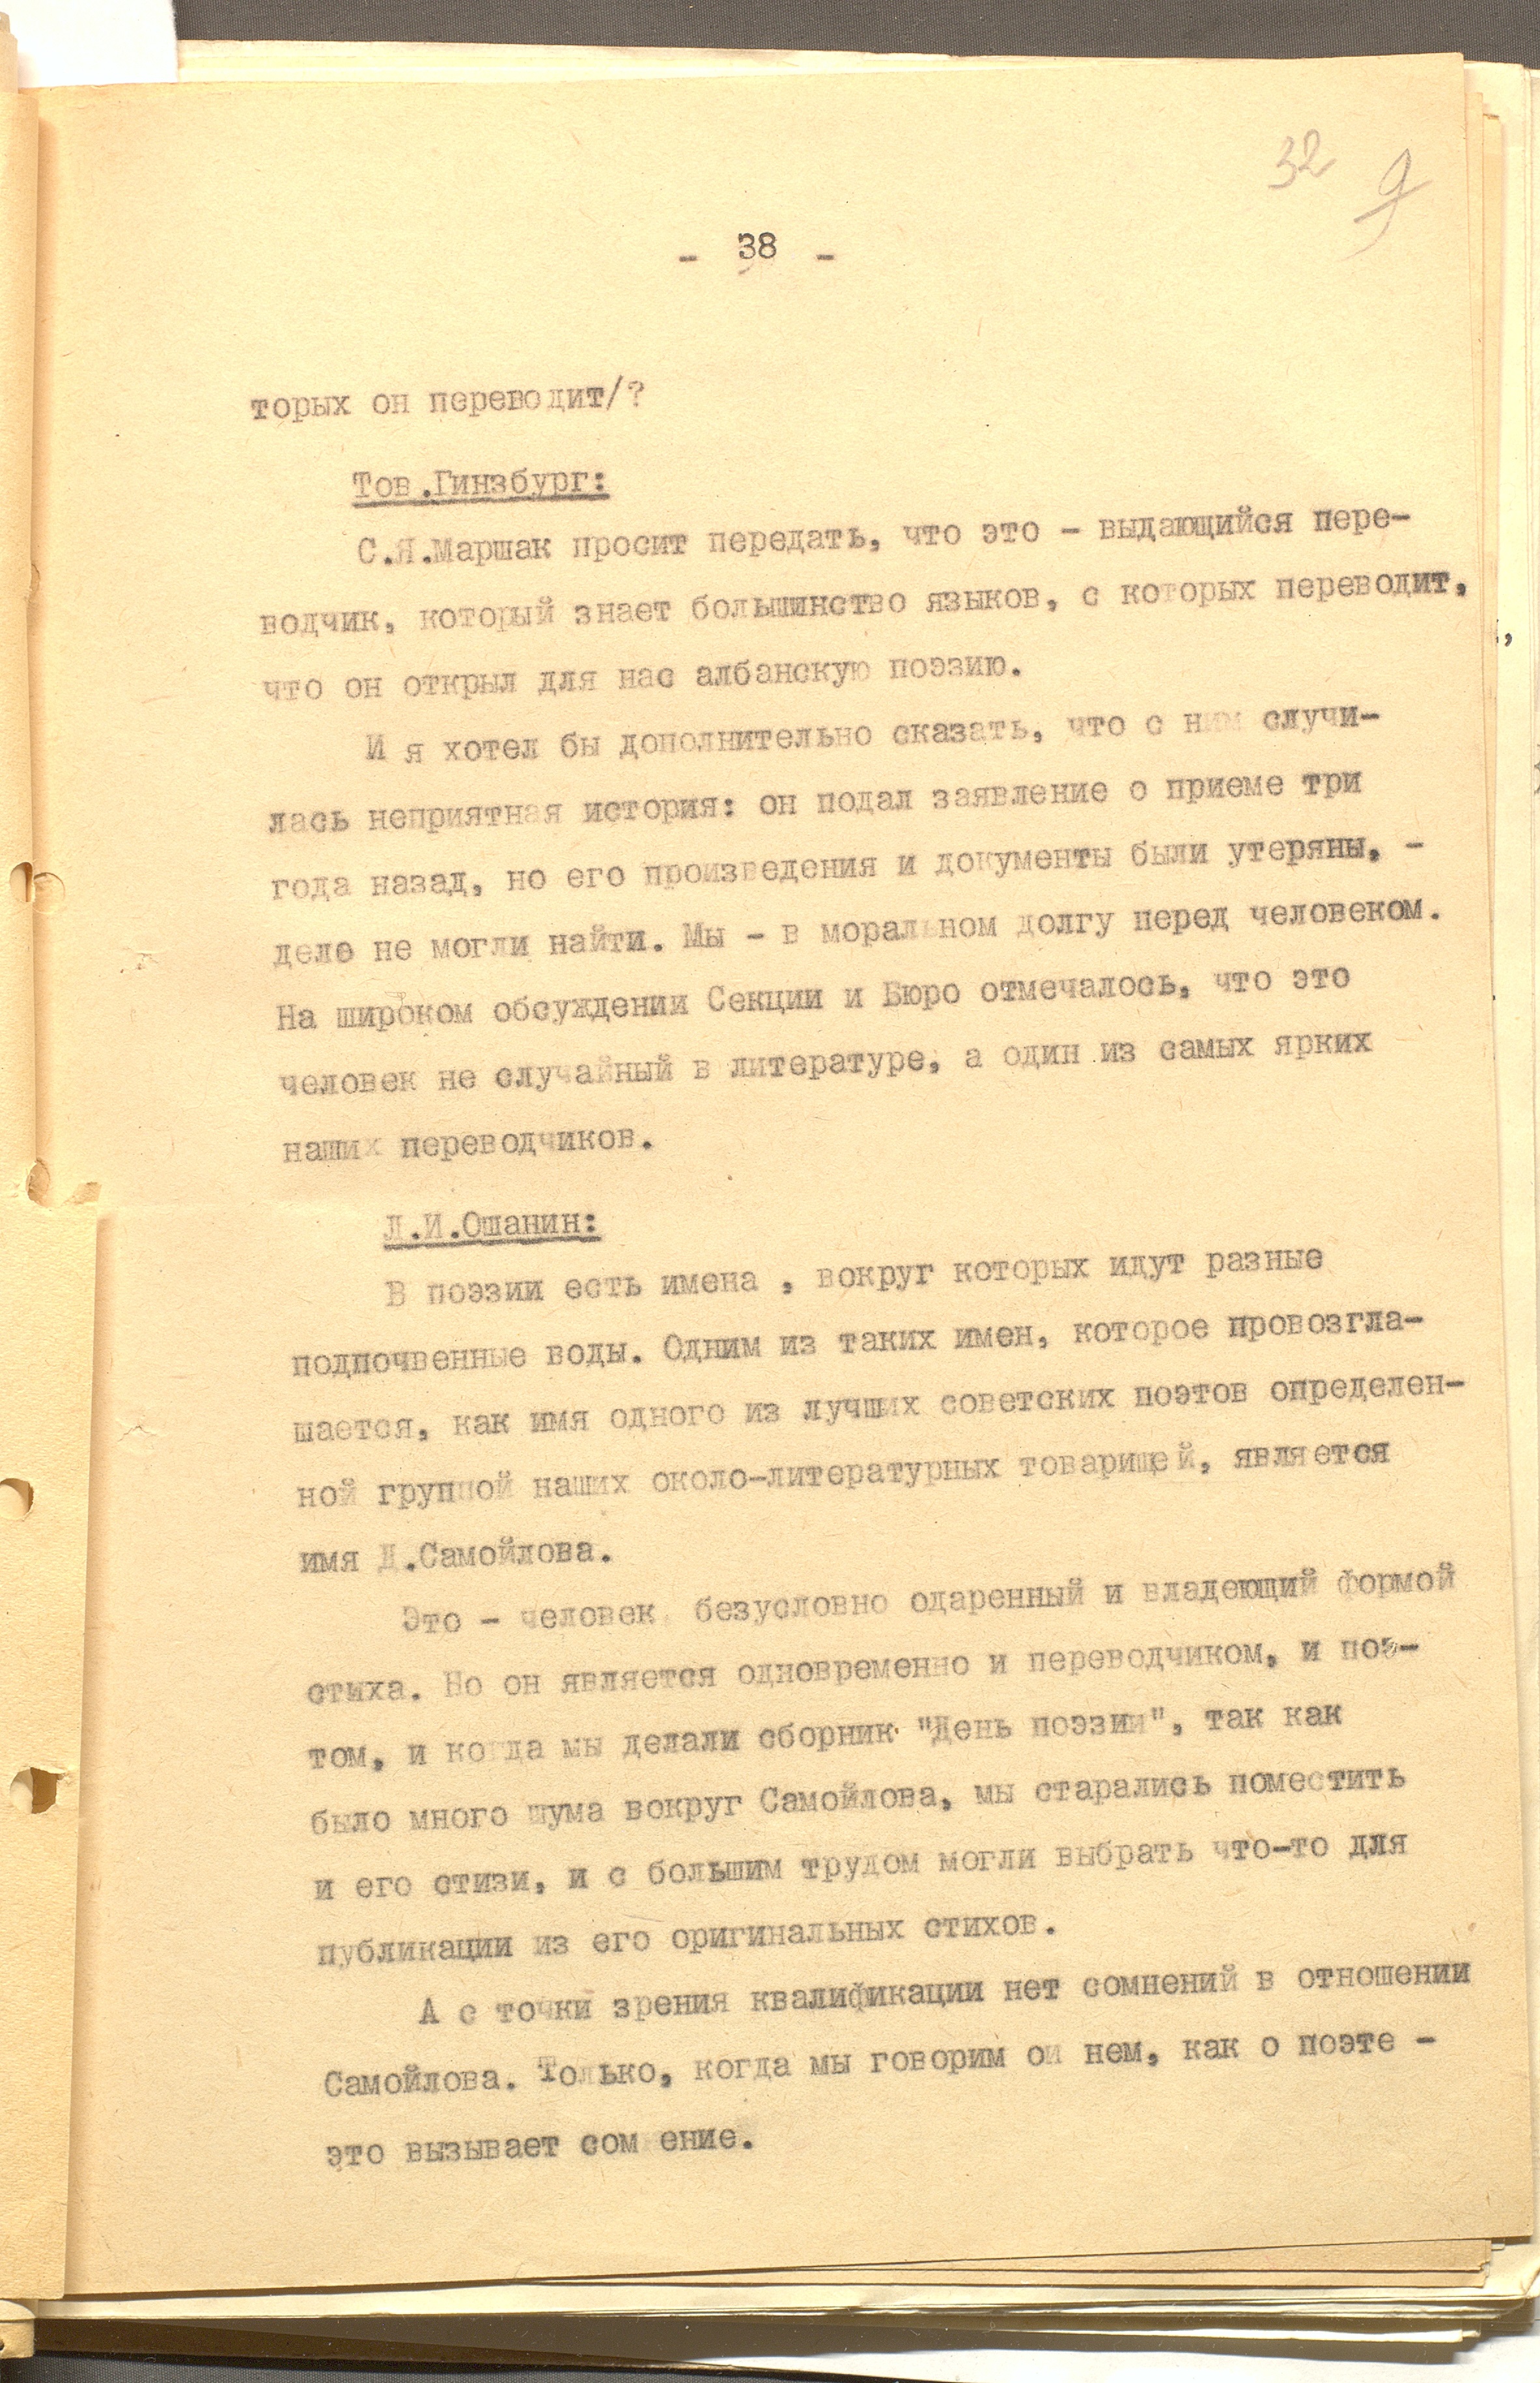 32 9
- 38 -
торых он переводит/?
Тов.Гинзбург:
С.Я.Маршак просит передать, что это - выдающийся пере-
водчик, который знает большинство языков, с которых переводит,
что он открыл для нас албанскую поэзию.
И я хотел бы дополнительно сказать, что с ним случи-
лась неприятная история: он подал заявление о приеме три
года назад, но его произведения и документы были утеряны, -
дело не могли найти. Мы - в моральном долгу перед человеком.
На широком обсуждении Секции и Бюро отмечалось, что это
человек не случайный в литературе, а один из самых ярких
наших переводчиков.
Л.И.Ошанин:
В поэзии есть имена , вокруг которых идут разные
подпочвенные воды. Одним из таких имен, которое провозгла-
шается, как имя одного из лучших советских поэтов определен-
ной группой наших около-литературных товарищей, является
имя Д.Самойлова.
Это - человек безусловно одаренный и владеющий формой
стиха. Но он является одновременно и переводчиком, и поэ-
том, и когда мы делали сборник "День поэзии", так как
было много шума вокруг Самойлова, мы старались поместить
и его стизи, и с большим трудом могли выбрать что-то для
публикации из его оригинальных стихов.
А с точки зрения квалификации нет сомнений в отношении
Самойлова. Только, когда мы говорим ои нем, как о поэте -
это вызывает сом ение.